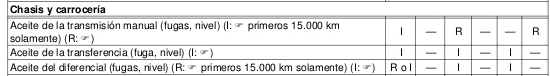 Chasis y carrocería
Aceite de la transmisión manual (fugas, nivel) (I: ☞ primeros 15.000 km solamente) (R: ☞) I — R — — R
Aceite de la transferencia (fuga, nivel) (I: ☞) I — I — I —
Aceite del diferencial (fugas, nivel) (R: ☞ primeros 15.000 km solamente) (I: ☞) R o I — I — I —